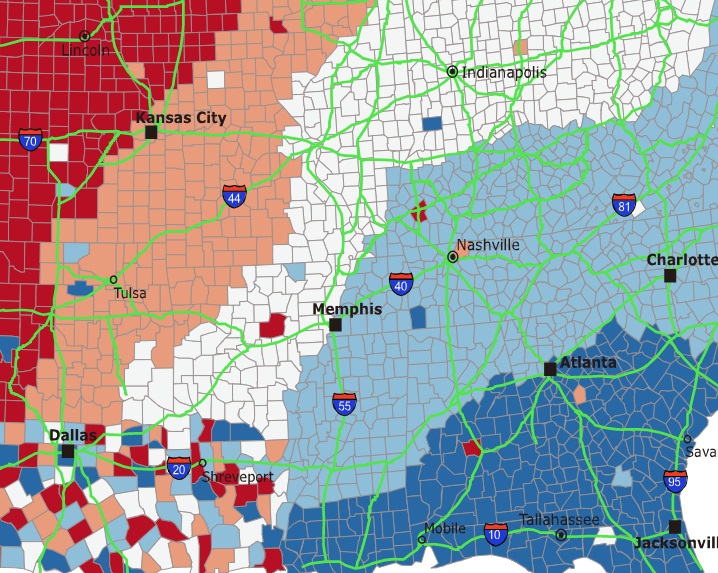 Lincoln
Indianapolis
Kansas City
70
44
81
Nashville
Charlotte
Tulsa
40
Memphis
Atlanta
55
Dallas
20
Shreveport
Sava
95
Mobile
10
Tallahassee
Jacksonvill